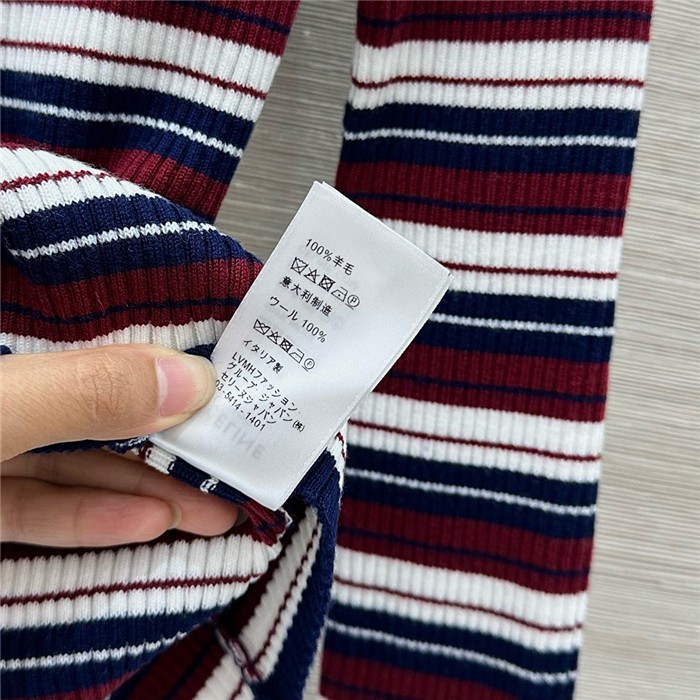 100%羊毛
意大利制造
ウール 100%
イタリア製
LVMHファッション
グループ ジャパン (株)
セリーヌジャパン
03-5414-1401